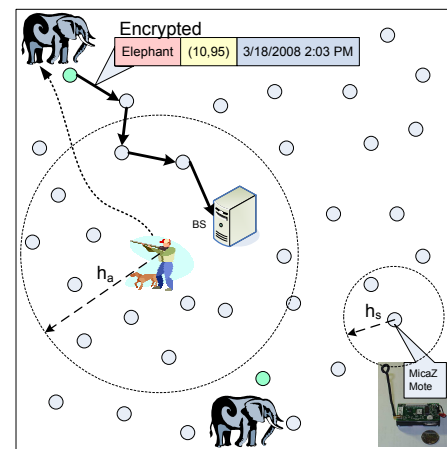 Encrypted
Elephant (10,95) 3/18/2008 2:03 PM
BS
ha
hs
MicaZ
Mote